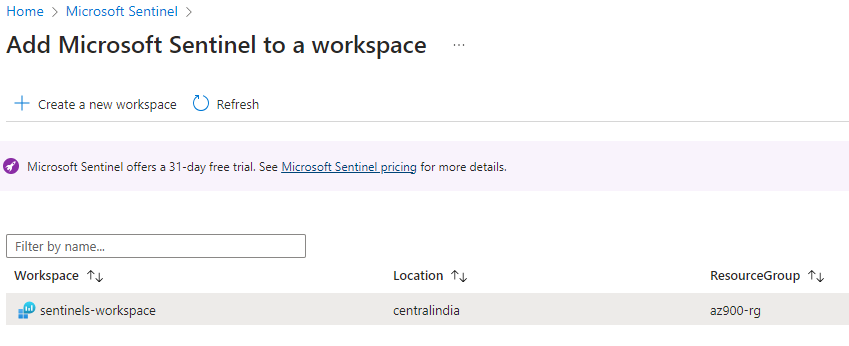 Home > Microsoft Sentinel >
Add Microsoft Sentinel to a workspace ...
+ Create a new workspace Refresh
Microsoft Sentinel offers a 31-day free trial. See Microsoft Sentinel pricing for more details.
Filter by name...
Workspace ↑↓ Location ↑↓ ResourceGroup ↑↓
sentinels-workspace centralindia az900-rg